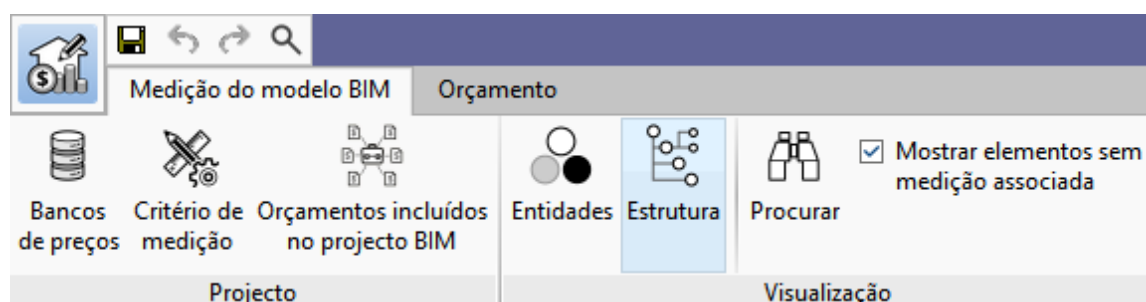 Medição do modelo BIM
Orçamento
Bancos
de preços
Critério de
medição
Orçamentos incluídos
no projecto BIM
Entidades
Estrutura
Procurar
Mostrar elementos sem
medição associada
Projecto
Visualização